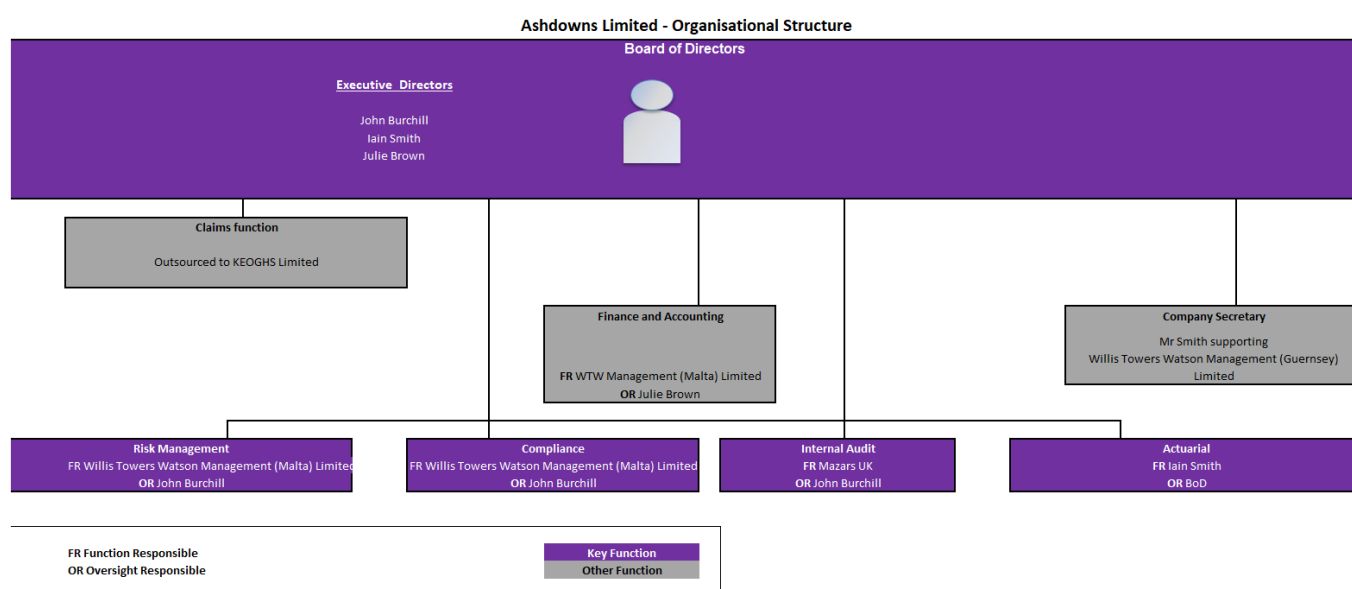 Ashdowns Limited - Organisational Structure
Board of Directors
Executive Directors
John Burchill
Iain Smith
Julie Brown
Claims function
Outsourced to KEOGHS Limited
Finance and Accounting
FR WTW Management (Malta) Limited
OR Julie Brown
Company Secretary
Mr Smith supporting
Willis Towers Watson Management (Guernsey)
Limited
Risk Management
FR Willis Towers Watson Management (Malta) Limited
OR John Burchill
Compliance
FR Willis Towers Watson Management (Malta) Limited
OR John Burchill
Internal Audit
FR Mazars UK
OR John Burchill
Actuarial
FR Iain Smith
OR BoD
FR Function Responsible
OR Oversight Responsible
Key Function
Other Function